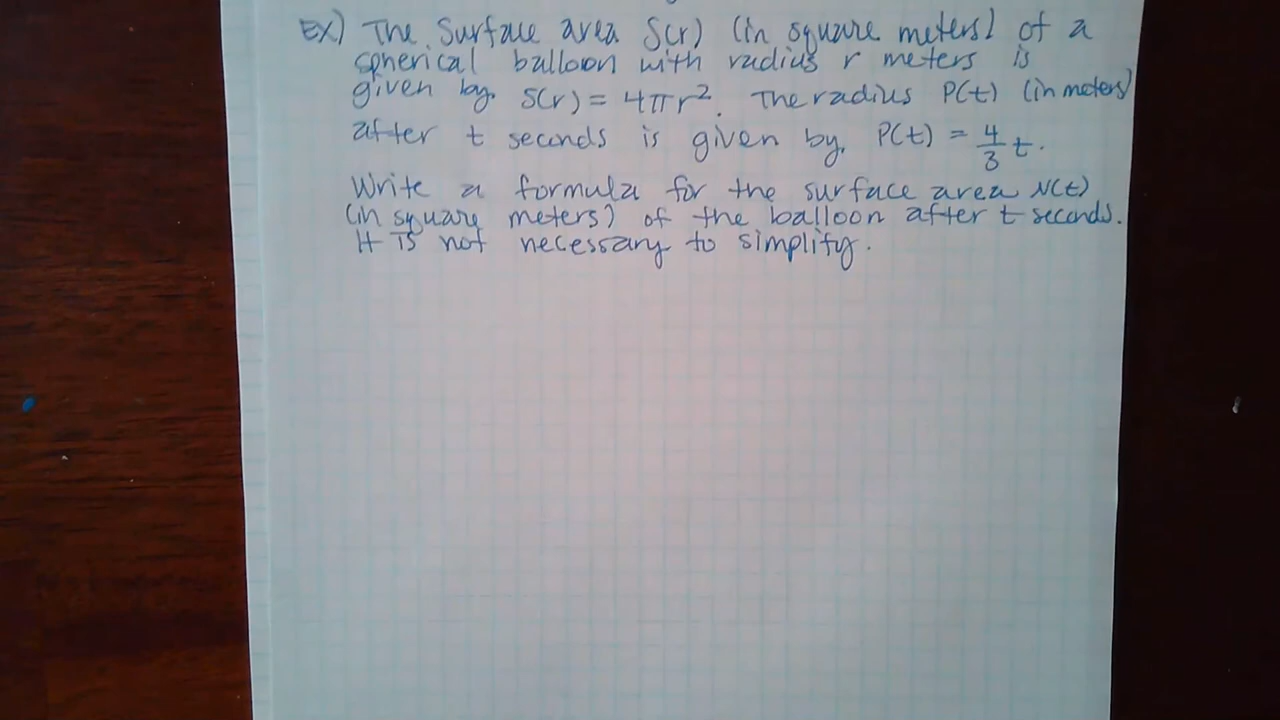 EX) The surface area S(r) (in square meters) of a
spherical balloon with radius r meters is
given by S(r) = 4πr². The radius P(t) (in meters)
after t seconds is given by P(t) = 4/3 t.
Write a formula for the surface area N(t)
(in square meters) of the balloon after t seconds.
It is not necessary to simplify.